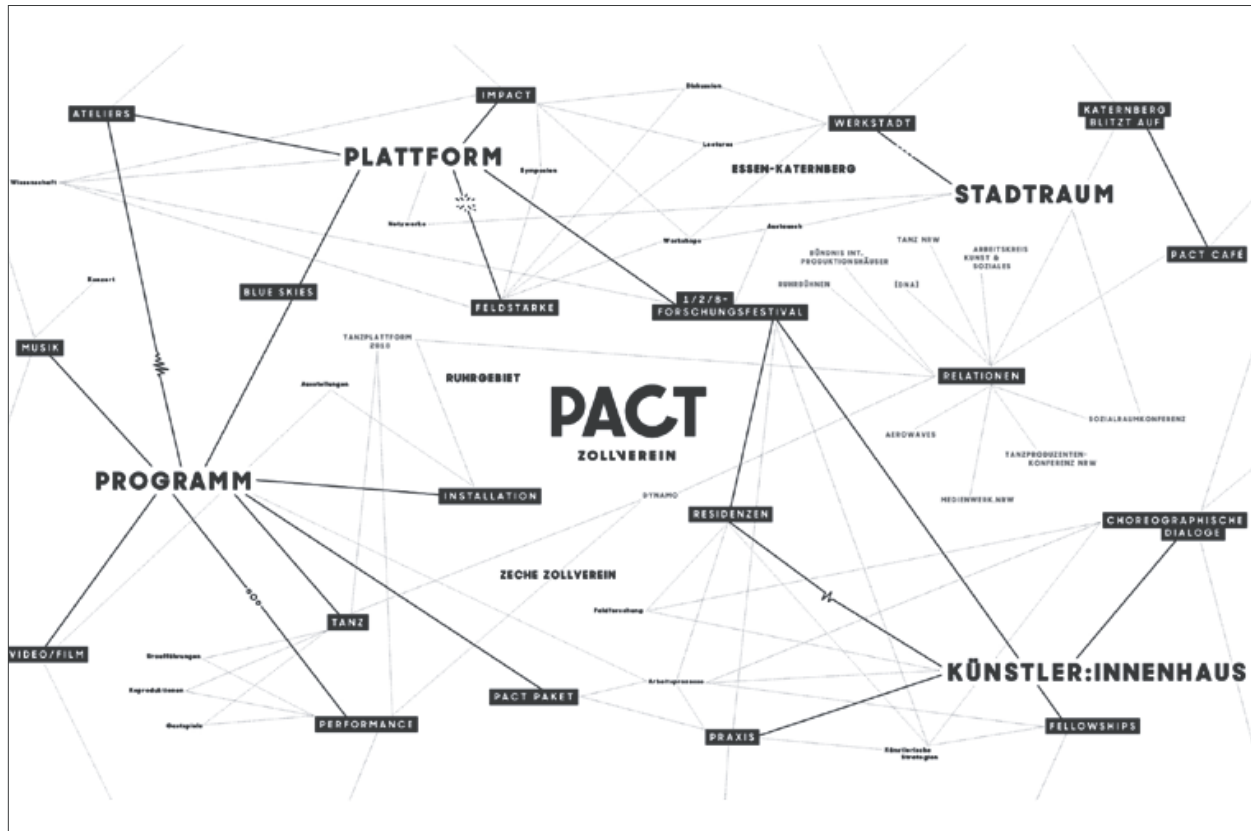 ATELIERS
IMPACT
Diskussion
WERKSTADT
KATERNBERG
BLITZT AUF
PLATTFORM
Lectures
Symposien
ESSEN-KATERNBERG
Wissenschaft
STADTRAUM
Netzwerke
Workshops
Austausch
TANZ NRW
BÜNDNIS INT.
PRODUKTIONSHÄUSER
ARBEITSKREIS
KUNST &
SOZIALES
PACT CAFÉ
Konzert
BLUE SKIES
FELDSTÄRKE
1/2/8-
FORSCHUNGSFESTIVAL
RUHRBÜHNEN
[DNA]
MUSIK
TANZPLATTFORM
2010
RUHRGEBIET
Ausstellungen
RELATIONEN
PACT
ZOLLVEREIN
SOZIALRAUMKONFERENZ
AEROWAVES
TANZPRODUZENTEN-
KONFERENZ NRW
PROGRAMM
INSTALLATION
DYNAMO
MEDIENWERK.NRW
RESIDENZEN
CHOREOGRAPHISCHE
DIALOGE
ZECHE ZOLLVEREIN
Feldforschung
TANZ
VIDEO/FILM
Uraufführungen
KÜNSTLER:INNENHAUS
Koproduktionen
PACT PAKET
Arbeitsprozesse
Gastspiele
PERFORMANCE
PRAXIS
FELLOWSHIPS
Künstlerische
Strategien